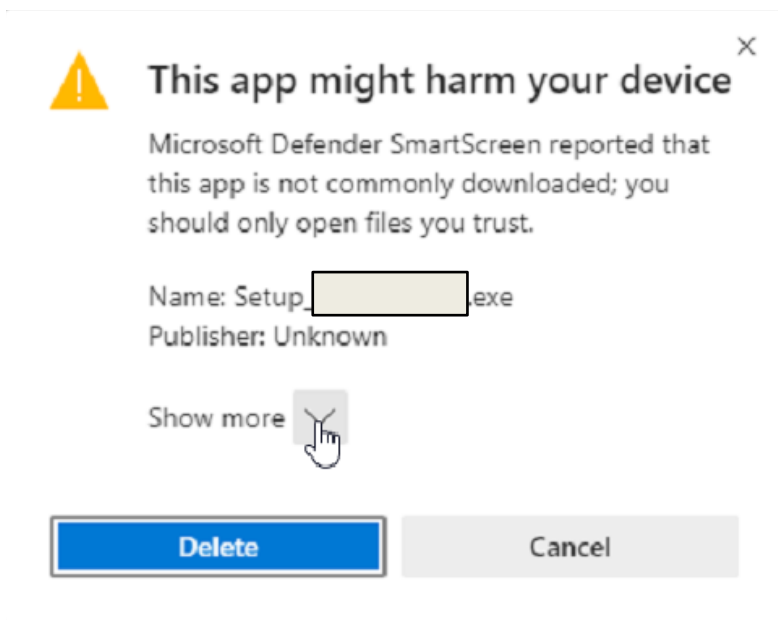 This app might harm your device
Microsoft Defender SmartScreen reported that
this app is not commonly downloaded; you
should only open files you trust.
Name: Setup_ .exe
Publisher: Unknown
Show more
Delete
Cancel